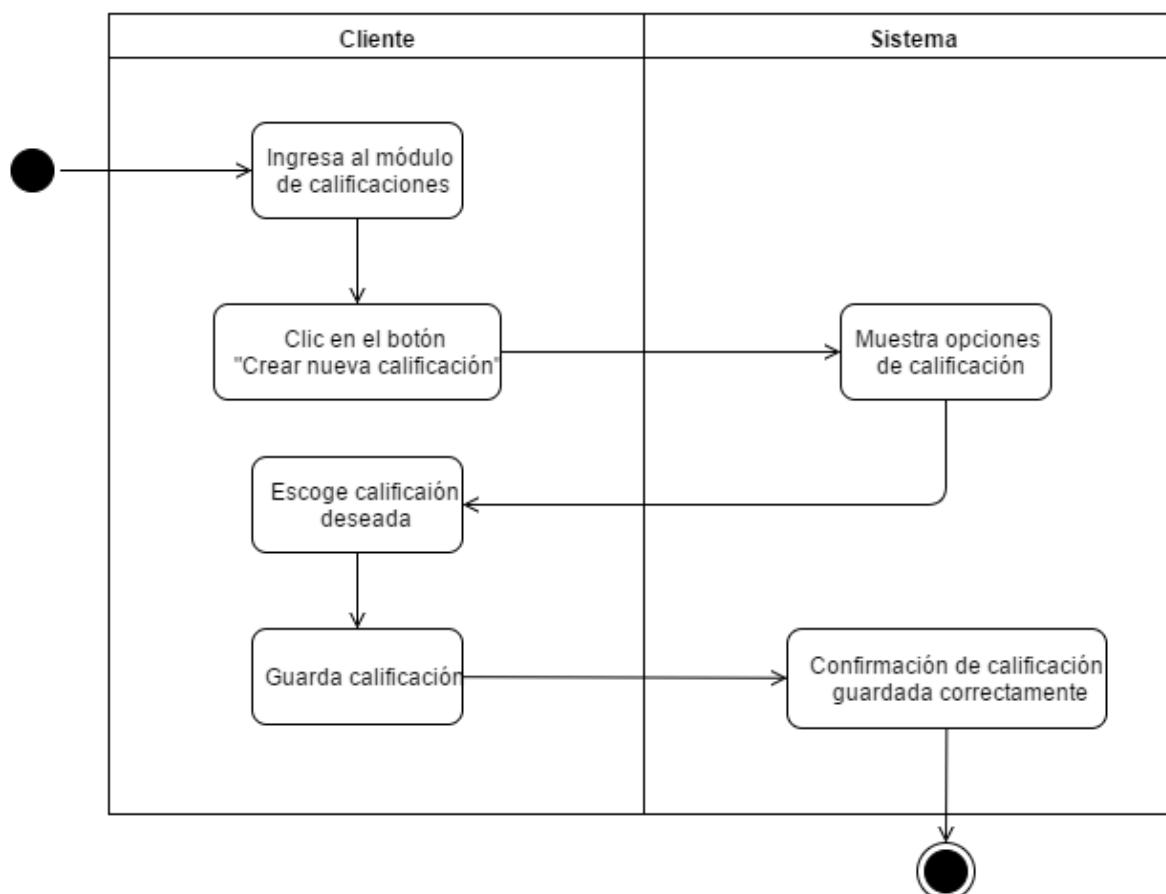 Cliente
Sistema
Ingresa al módulo
de calificaciones
Clic en el botón
"Crear nueva calificación"
Muestra opciones
de calificación
Escoge calificaión
deseada
Guarda calificación
Confirmación de calificación
guardada correctamente